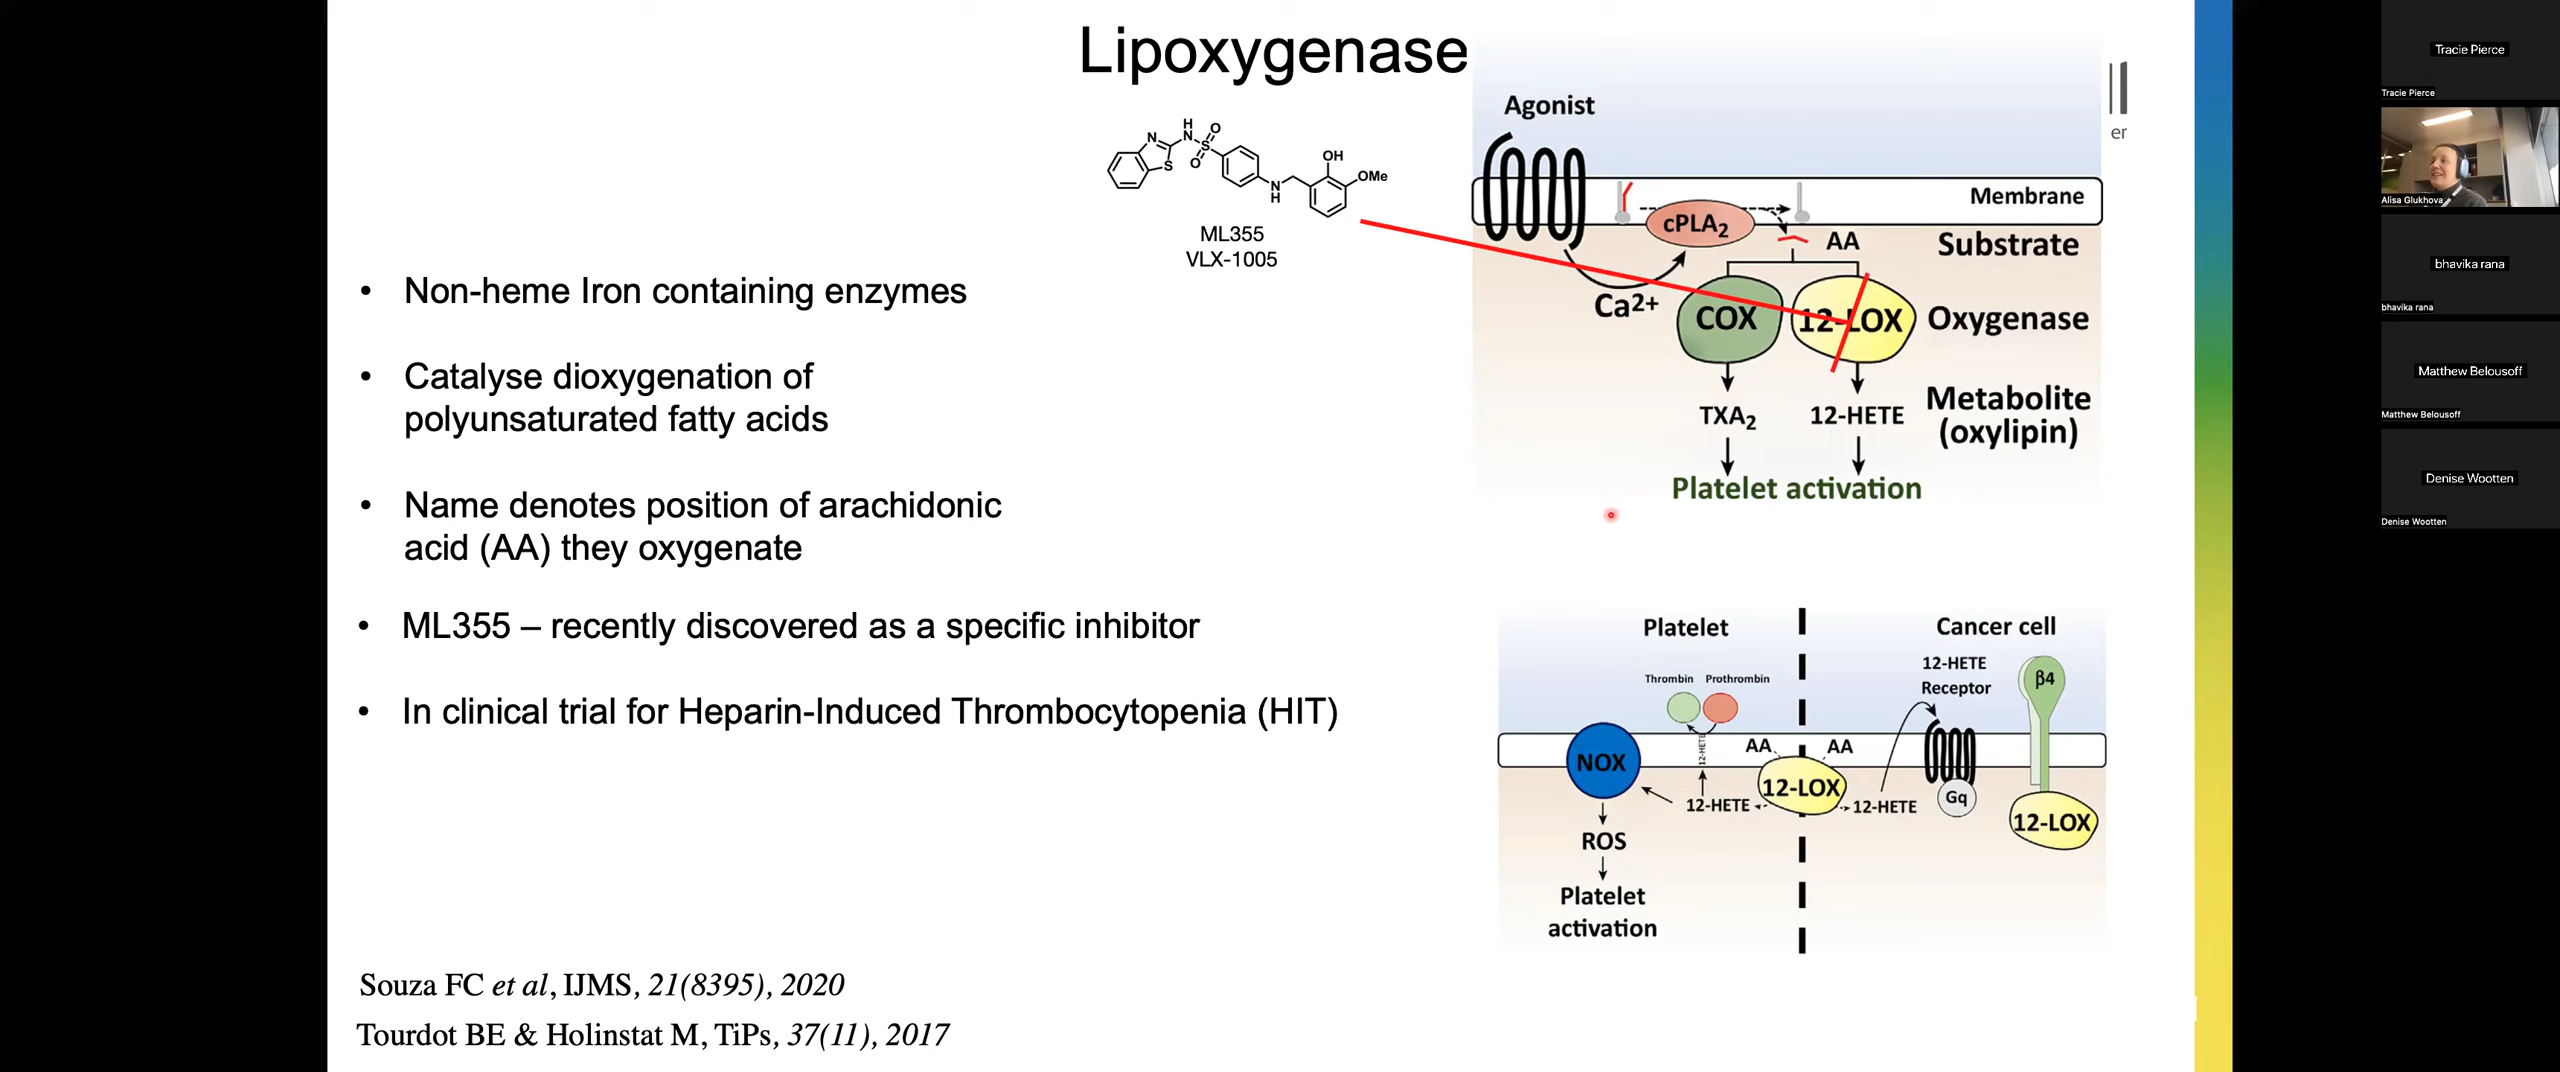 Lipoxygenase
N
H
N
S
O
O
S
N
H
OH
OMe
ML355
VLX-1005
• Non-heme Iron containing enzymes
• Catalyse dioxygenation of
polyunsaturated fatty acids
• Name denotes position of arachidonic
acid (AA) they oxygenate
• ML355 – recently discovered as a specific inhibitor
• In clinical trial for Heparin-Induced Thrombocytopenia (HIT)
Souza FC et al, IJMS, 21(8395), 2020
Tourdot BE & Holinstat M, TiPs, 37(11), 2017
Agonist
Membrane
cPLA2
AA
Substrate
Ca2+
COX
12-LOX
Oxygenase
TXA2
12-HETE
Metabolite
(oxylipin)
Platelet activation
er
Platelet
Cancer cell
Thrombin
Prothrombin
12-HETE
Receptor
β4
NOX
12-HETE
AA
AA
12-LOX
12-HETE
12-HETE
Gq
12-LOX
ROS
Platelet
activation
Tracie Pierce
Tracie Pierce
Alisa Glukhova
bhavika rana
bhavika rana
Matthew Belousoff
Matthew Belousoff
Denise Wootten
Denise Wootten